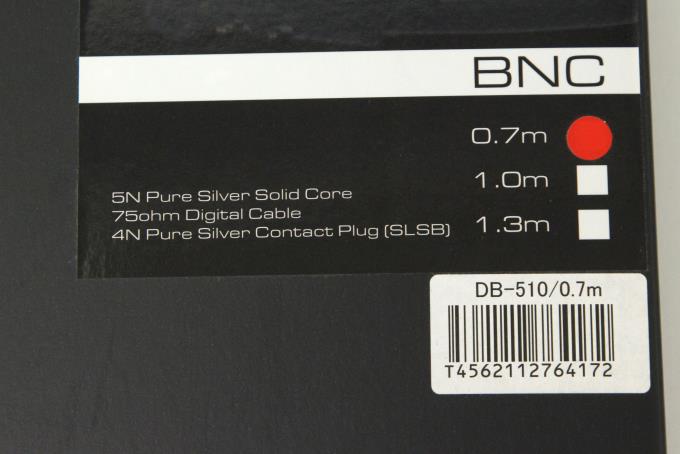 BNC
0.7m
1.0m
1.3m
5N Pure Silver Solid Core
75ohm Digital Cable
4N Pure Silver Contact Plug (SLSB)
DB-510/0.7m
T4562112764172